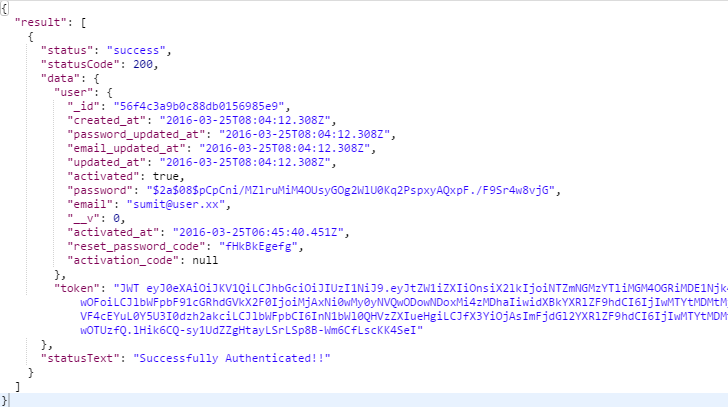 {
"result": [
{
"status": "success",
"statusCode": 200,
"data": {
"user": {
"_id": "56f4c3a9b0c88db0156985e9",
"created_at": "2016-03-25T08:04:12.308Z",
"password_updated_at": "2016-03-25T08:04:12.308Z",
"email_updated_at": "2016-03-25T08:04:12.308Z",
"updated_at": "2016-03-25T08:04:12.308Z",
"activated": true,
"password": "$2a$08$pCpCni/MZlruMiM4OUsyGOg2WlU0Kq2PspxyAQxpF./F9Sr4w8vjG",
"email": "sumit@user.xx",
"__v": 0,
"activated_at": "2016-03-25T06:45:40.451Z",
"reset_password_code": "fHkBkEgefg",
"activation_code": null
},
"token": "JWT eyJ0eXAiOiJKV1QiLCJhbGciOiJIUzI1NiJ9.eyJtZW1iZXIiOnsiX2lkIjoiNTZmNGMzYTliMGM4OGRiMDE1Njk4
wOFoiLCJlbWFpbF91cGRhdGVkX2F0IjoiMjAxNi0wMy0yNVQwODowNDoxMi4zMDhaIiwidXBkYXRlZF9hdCI6IjIwMTYtMDMtM
VF4cEYuL0Y5U3I0dzh2akciLCJlbWFpbCI6InN1bWl0QHVzZXIueHgiLCJfX3YiOjAsImFjdGl2YXRlZF9hdCI6IjIwMTYtMDMt
wOTUzfQ.lHik6CQ-sy1UdZZgHtayLSrLSp8B-Wm6CfLscKK4SeI"
},
"statusText": "Successfully Authenticated!!"
}
]
}